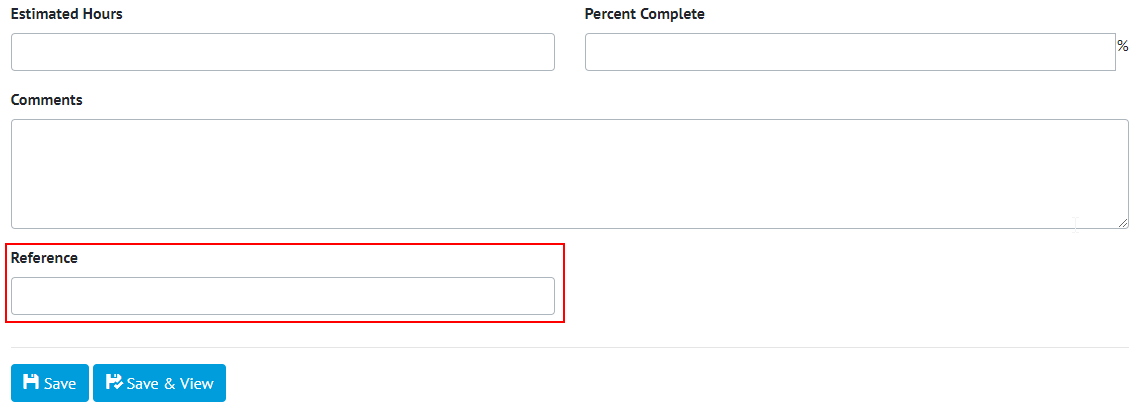 Estimated Hours Percent Complete
%
Comments
Reference
Save Save & View